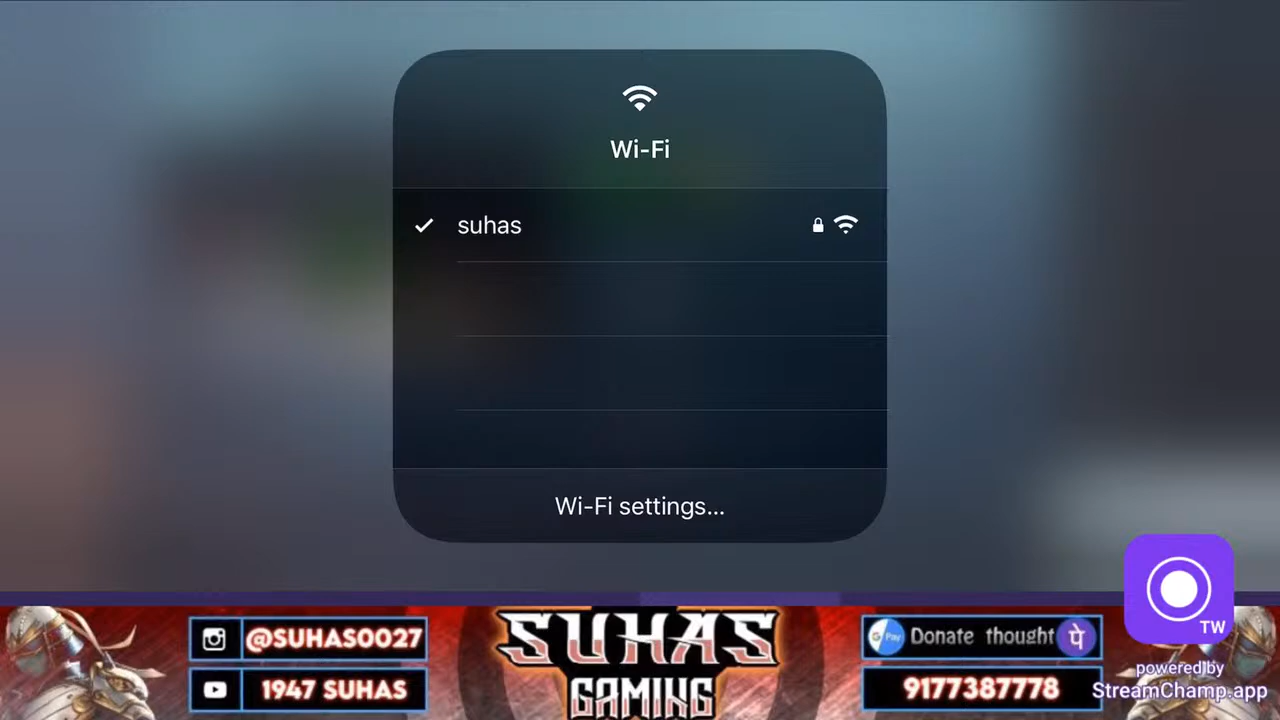 Wi-Fi
suhas
Wi-Fi settings...
TW
powered by
StreamChamp.app
@SUHAS0027
1947 SUHAS
SUHAS
GAMING
G Pay Donate thought पे
9177387778